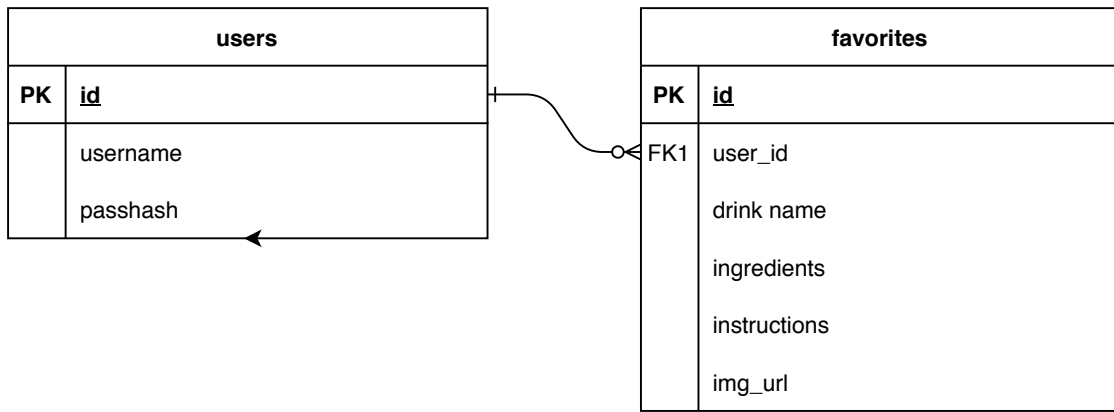 users
PK id
username
passhash
favorites
PK id
FK1 user_id
drink name
ingredients
instructions
img_url